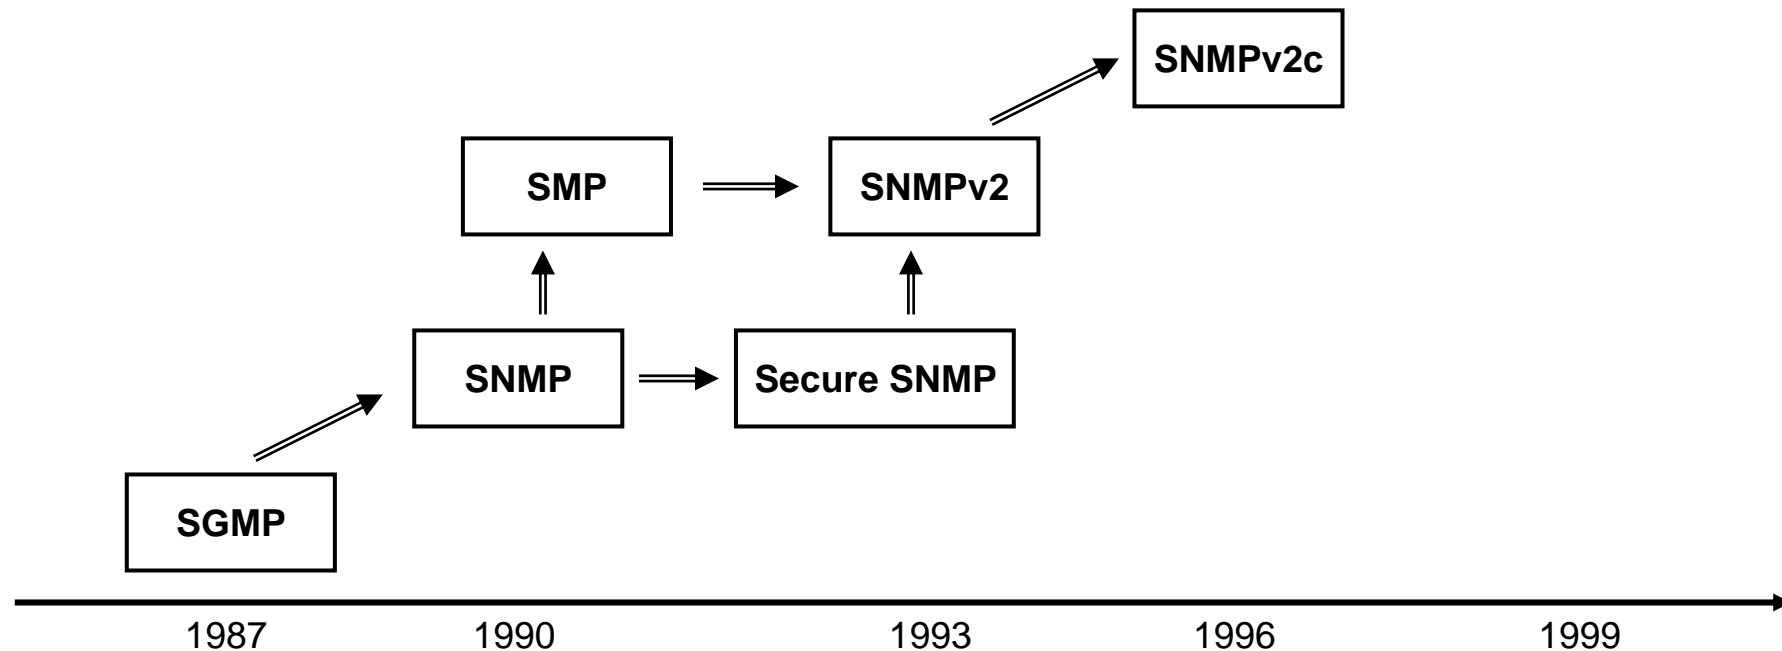 SNMPv2c
SMP
SNMPv2
SNMP
Secure SNMP
SGMP
1987
1990
1993
1996
1999